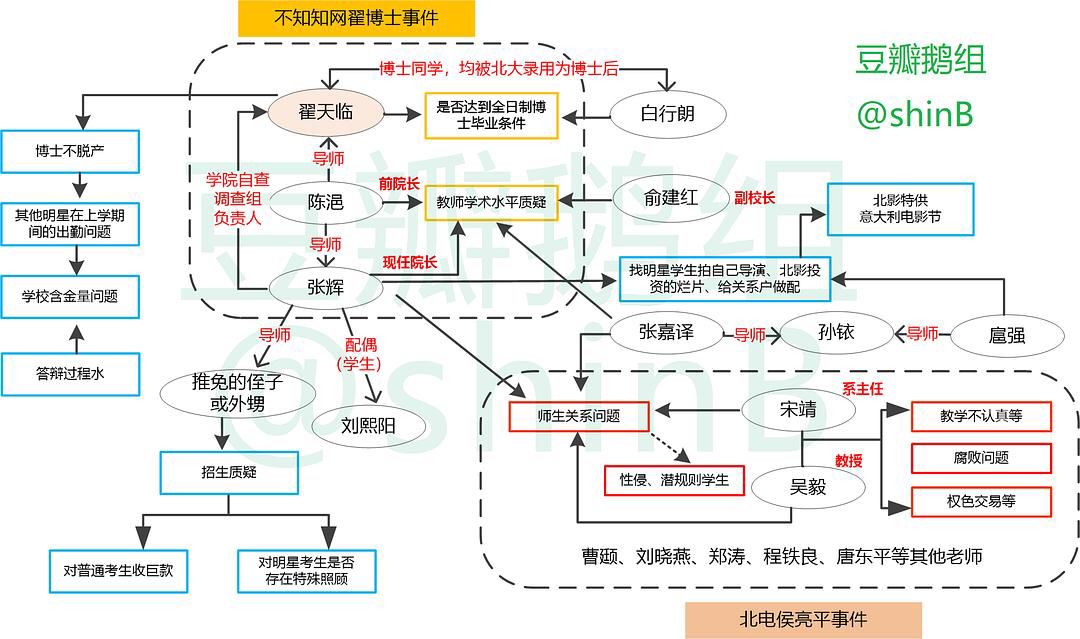 不知知网翟博士事件
豆瓣鹅组
@shinB
博士同学，均被北大录用为博士后
翟天临
是否达到全日制博
士毕业条件
白行朗
博士不脱产
导师
学院自查
调查组
负责人
陈浥
前院长
教师学术水平质疑
俞建红
副校长
北影特供
意大利电影节
其他明星在上学期
间的出勤问题
导师
现任院长
张辉
找明星学生拍自己导演、北影投
资的烂片、给关系户做配
学校含金量问题
导师
配偶
(学生)
张嘉译
导师
孙铱
导师
扈强
答辩过程水
推免的侄子
或外甥
刘熙阳
师生关系问题
宋靖
系主任
教学不认真等
招生质疑
性侵、潜规则学生
教授
吴毅
腐败问题
权色交易等
对普通考生收巨款
对明星考生是否
存在特殊照顾
曹颋、刘晓燕、郑涛、程铁良、唐东平等其他老师
北电侯亮平事件
豆瓣鹅组
@shinB